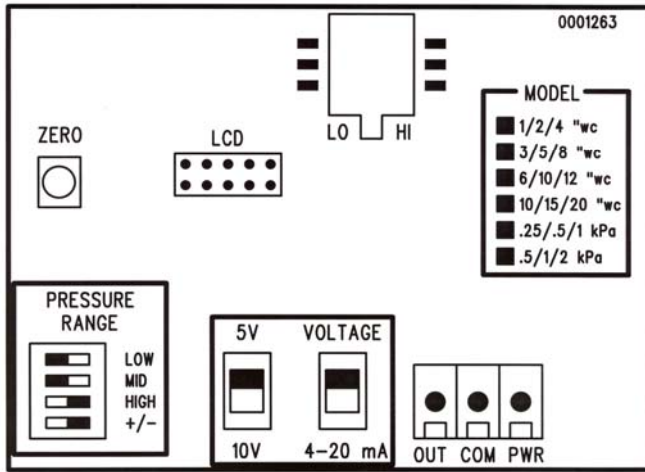 0001263
MODEL
1/2/4 "wc
3/5/8 "wc
6/10/12 "wc
10/15/20 "wc
.25/.5/1 kPa
.5/1/2 kPa
LO HI
ZERO
LCD
PRESSURE
RANGE
LOW
MID
HIGH
+/-
5V VOLTAGE
10V 4-20 mA
OUT COM PWR